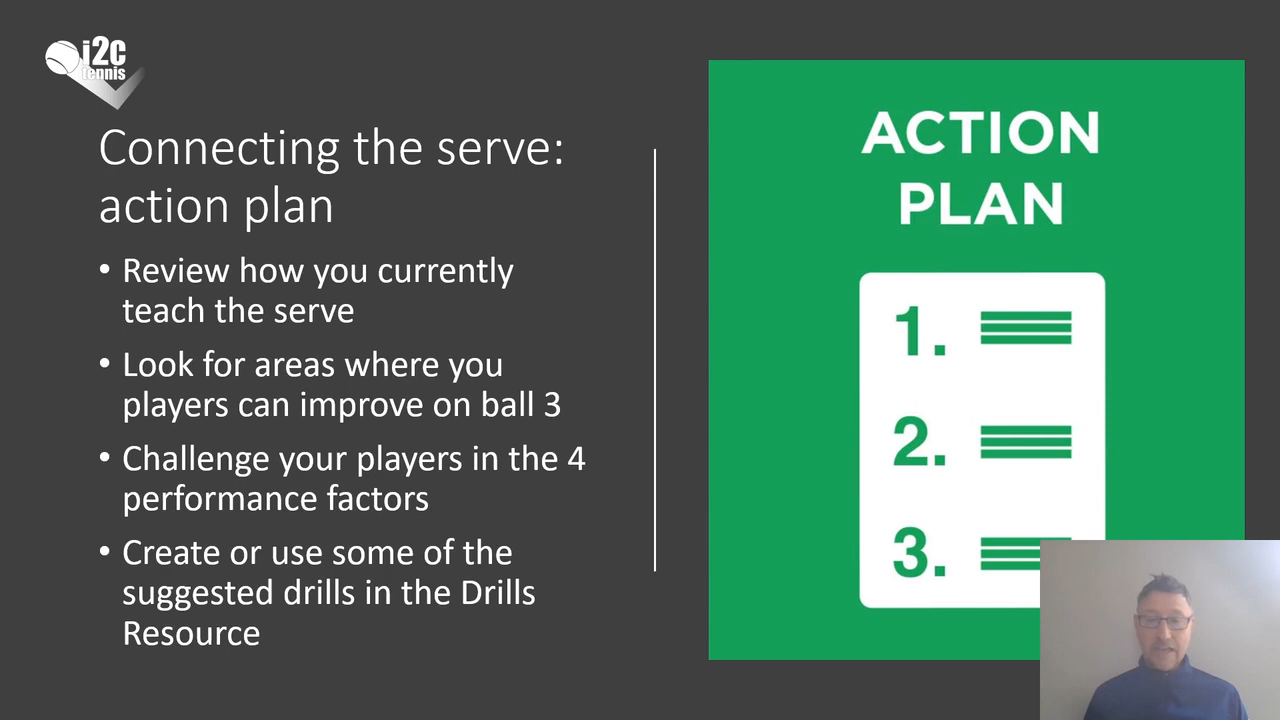 i2c
tennis
Connecting the serve:
action plan
• Review how you currently
teach the serve
• Look for areas where you
players can improve on ball 3
• Challenge your players in the 4
performance factors
• Create or use some of the
suggested drills in the Drills
Resource
ACTION
PLAN
1.
2.
3.